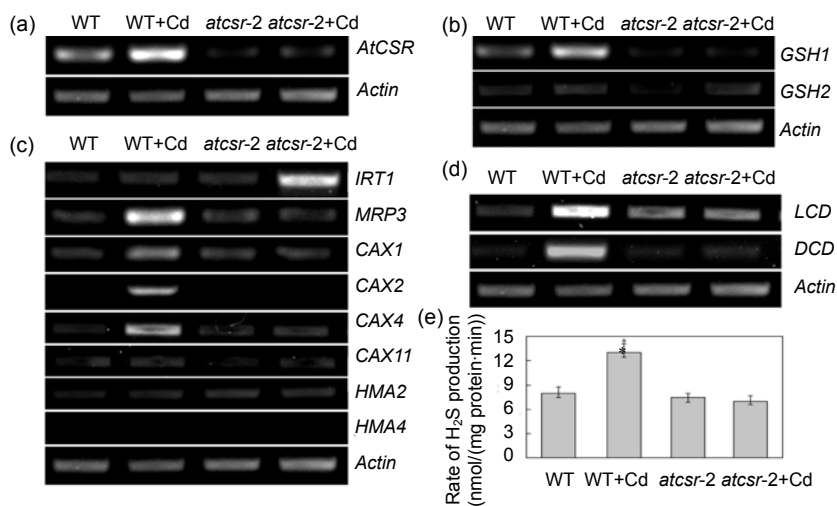 (a) WT WT+Cd atcsr-2 atcsr-2+Cd
AtCSR
Actin
(b) WT WT+Cd atcsr-2 atcsr-2+Cd
GSH1
GSH2
Actin
(c) WT WT+Cd atcsr-2 atcsr-2+Cd
IRT1
MRP3
CAX1
CAX2
CAX4
CAX11
HMA2
HMA4
Actin
(d) WT WT+Cd atcsr-2 atcsr-2+Cd
LCD
DCD
Actin
(e)
Rate of H₂S production
(nmol/(mg protein·min))
15
12
9
6
3
0
*
WT WT+Cd atcsr-2 atcsr-2+Cd